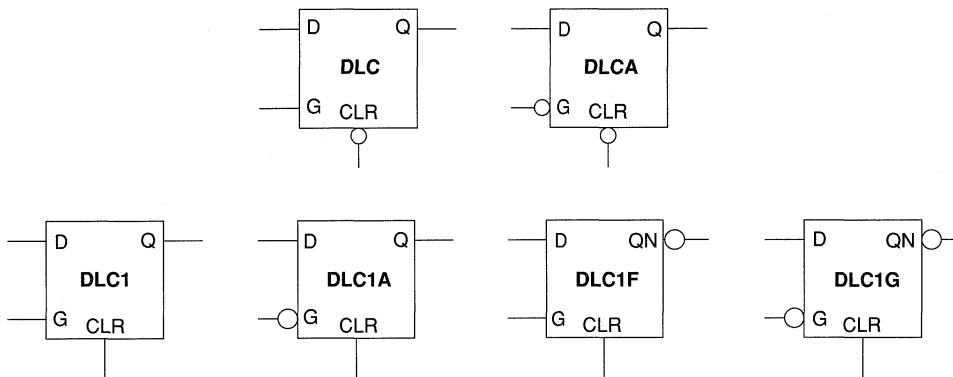 D Q D Q
DLC DLCA
G CLR G CLR
D Q D Q D QN D QN
DLC1 DLC1A DLC1F DLC1G
G CLR G CLR G CLR G CLR